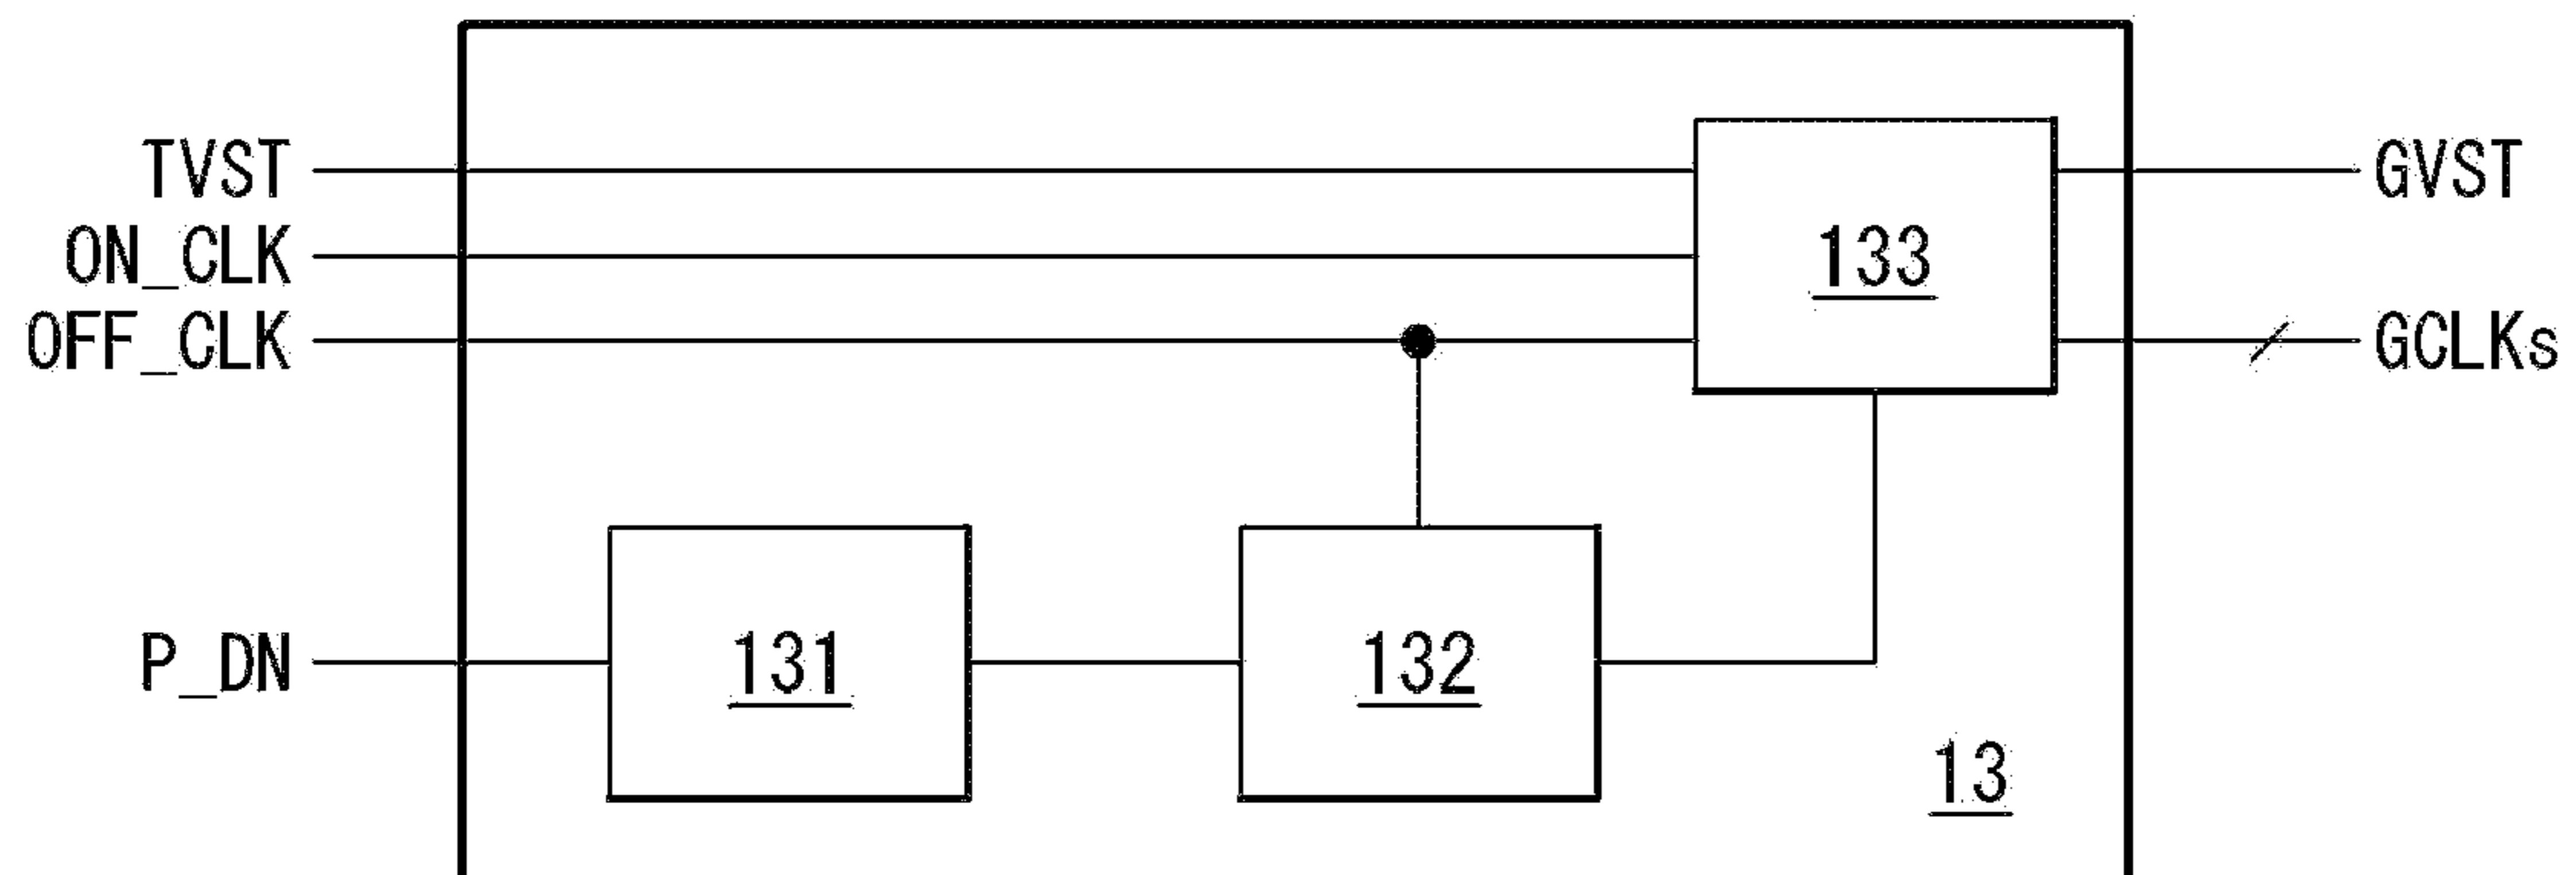 TVST
GVST
ON_CLK
133
OFF_CLK
GCLKs
P_DN
131
132
13